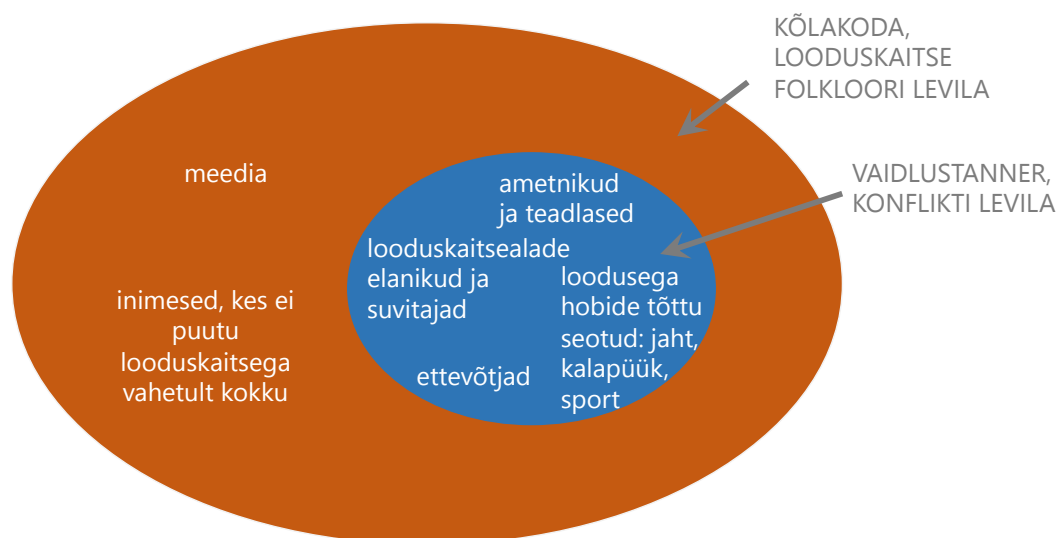 KÕLAKODA,
LOODUSKAITSE
FOLKLOORI LEVILA
VAIDLUSTANNER,
KONFLIKTI LEVILA
meedia
ametnikud
ja teadlased
looduskaitsealade
elanikud ja
suvitajad
loodusega
hobide tõttu
seotud: jaht,
kalapüük,
sport
inimesed, kes ei
puutu
looduskaitsega
vahetult kokku
ettevõtjad